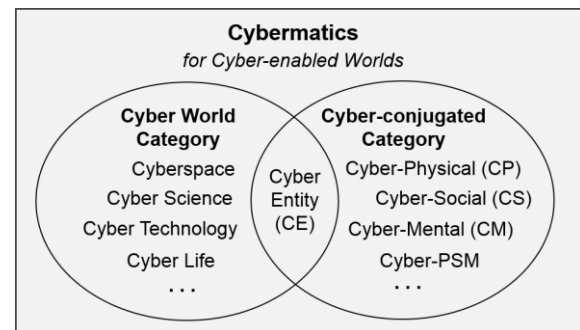 Cybermatics
for Cyber-enabled Worlds
Cyber World
Category
Cyberspace
Cyber Science
Cyber Technology
Cyber Life
...
Cyber
Entity
(CE)
Cyber-conjugated
Category
Cyber-Physical (CP)
Cyber-Social (CS)
Cyber-Mental (CM)
Cyber-PSM
...